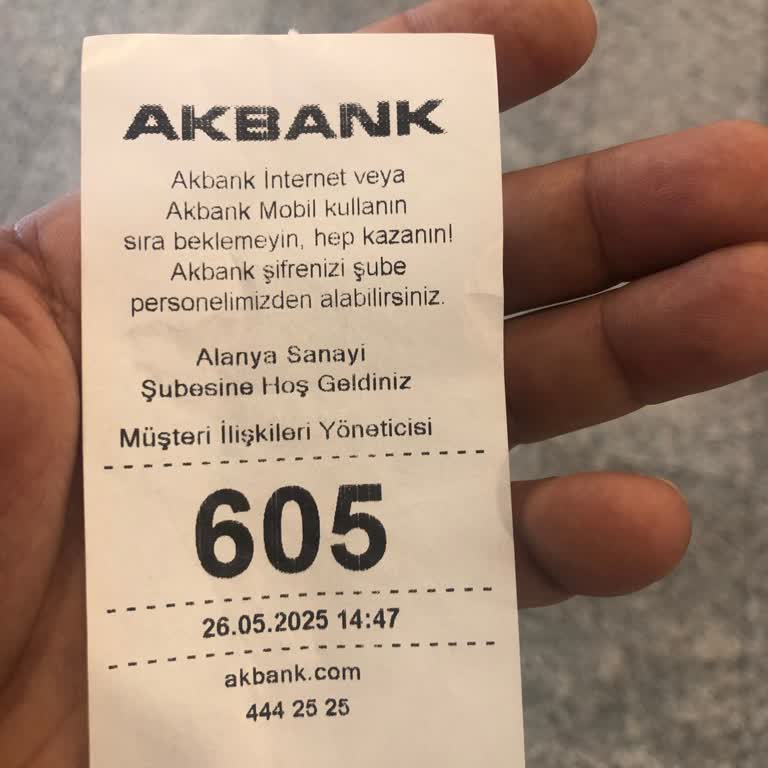 AKBANK
Akbank İnternet veya
Akbank Mobil kullanın
sıra beklemeyin, hep kazanın!
Akbank şifrenizi şube
personelimizden alabilirsiniz.
Alanya Sanayi
Şubesine Hoş Geldiniz
Müşteri İlişkileri Yöneticisi
605
26.05.2025 14:47
akbank.com
444 25 25